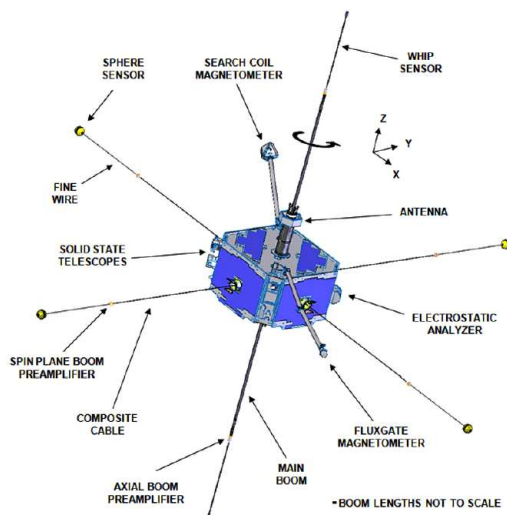 SPHERE
SENSOR
SEARCH COIL
MAGNETOMETER
WHIP
SENSOR
Z
Y
X
FINE
WIRE
ANTENNA
SOLID STATE
TELESCOPES
ELECTROSTATIC
ANALYZER
SPIN PLANE BOOM
PREAMPLIFIER
COMPOSITE
CABLE
FLUXGATE
MAGNETOMETER
AXIAL BOOM
PREAMPLIFIER
MAIN
BOOM
*BOOM LENGTHS NOT TO SCALE